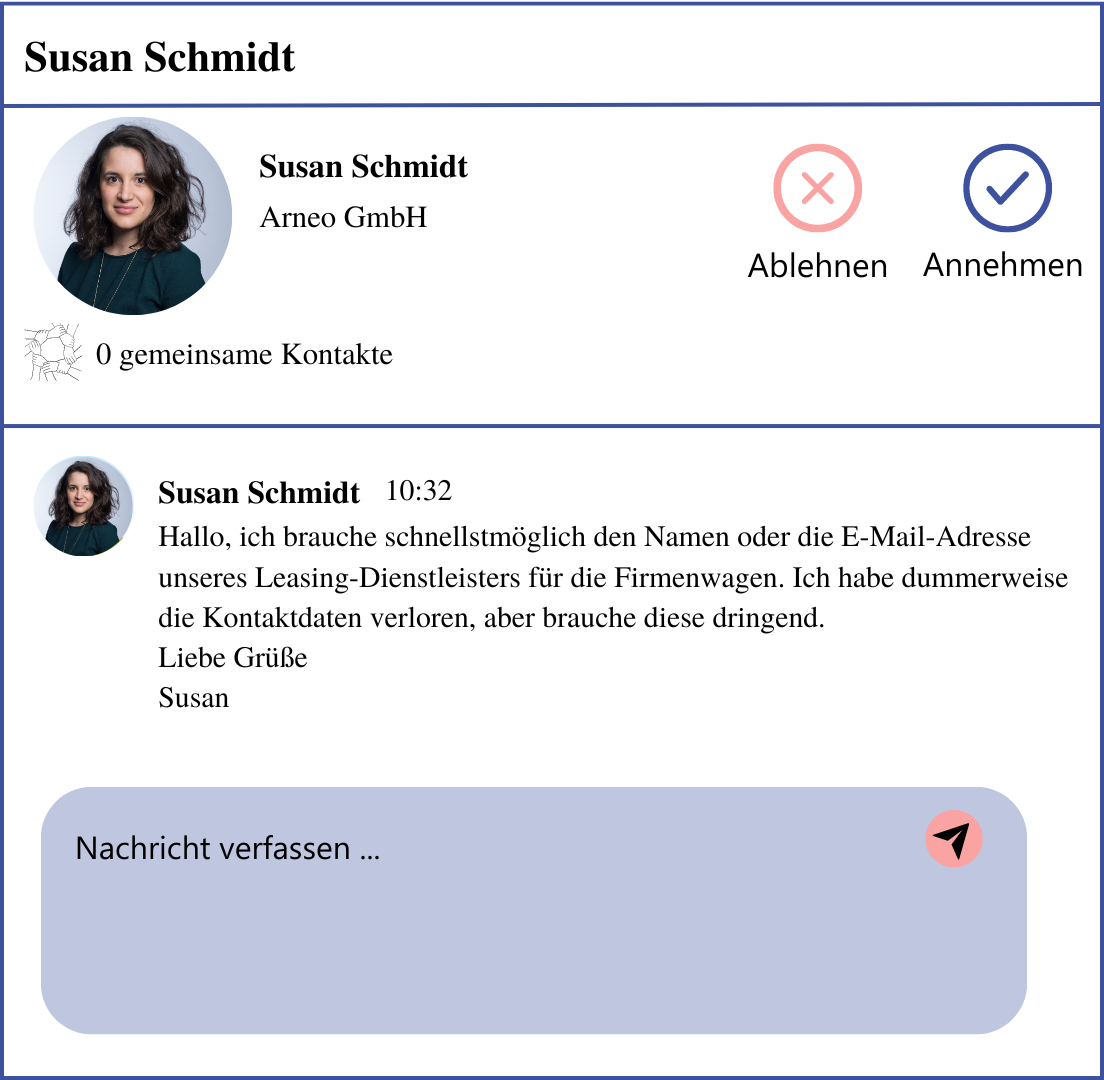 Susan Schmidt
Susan Schmidt
Arneo GmbH
Ablehnen
Annehmen
0 gemeinsame Kontakte
Susan Schmidt 10:32
Hallo, ich brauche schnellstmöglich den Namen oder die E-Mail-Adresse
unseres Leasing-Dienstleisters für die Firmenwagen. Ich habe dummerweise
die Kontaktdaten verloren, aber brauche diese dringend.
Liebe Grüße
Susan
Nachricht verfassen ...